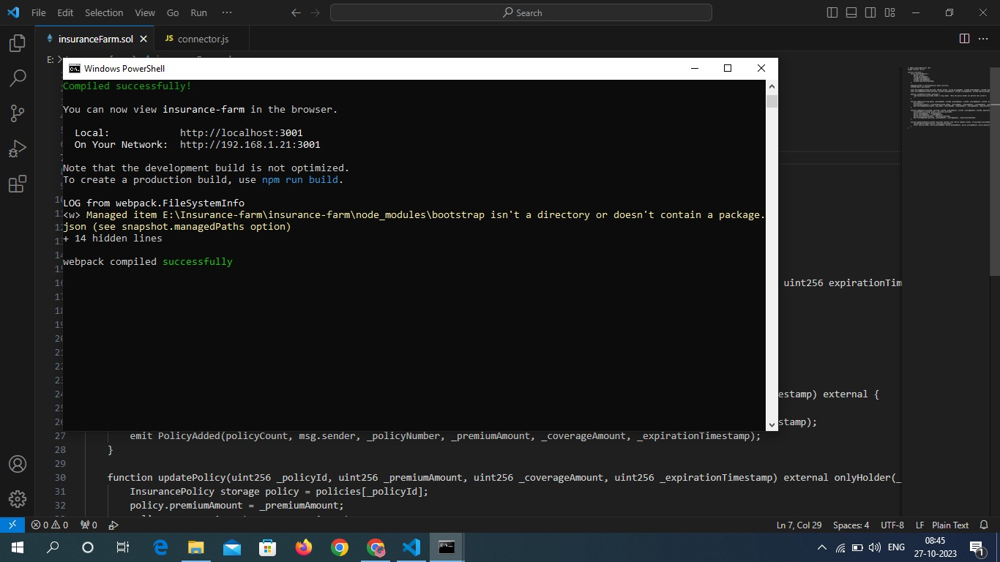 File Edit Selection View Go Run ···
Search
insuranceFarm.sol
JS connector.js
E: >
Windows PowerShell
Compiled successfully!
You can now view insurance-farm in the browser.
Local: http://localhost:3001
On Your Network: http://192.168.1.21:3001
Note that the development build is not optimized.
To create a production build, use npm run build.
LOG from webpack.FileSystemInfo
<w> Managed item E:\Insurance-farm\insurance-farm\node_modules\bootstrap isn't a directory or doesn't contain a package.
json (see snapshot.managedPaths option)
+ 14 hidden lines
webpack compiled successfully
uint256 expirationTim
estamp) external {
stamp);
27 emit PolicyAdded(policyCount, msg.sender, _policyNumber, _premiumAmount, _coverageAmount, _expirationTimestamp);
28 }
29
30 function updatePolicy(uint256 _policyId, uint256 _premiumAmount, uint256 _coverageAmount, uint256 _expirationTimestamp) external onlyHolder(_
31 InsurancePolicy storage policy = policies[_policyId];
32 policy.premiumAmount = _premiumAmount;
0 0 0 Ln 7, Col 29 Spaces: 4 UTF-8 LF Plain Text
ENG 08:45
27-10-2023 1